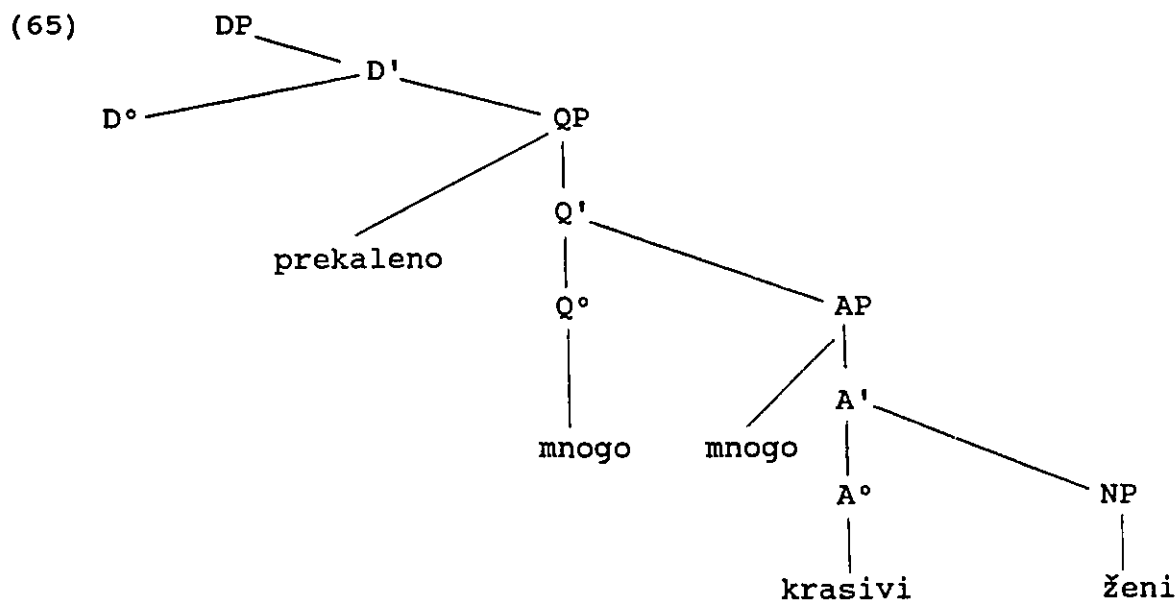 (65) DP
D'
D° QP
Q'
prekaleno
Q° AP
A'
mnogo mnogo
A° NP
krasivi ženi